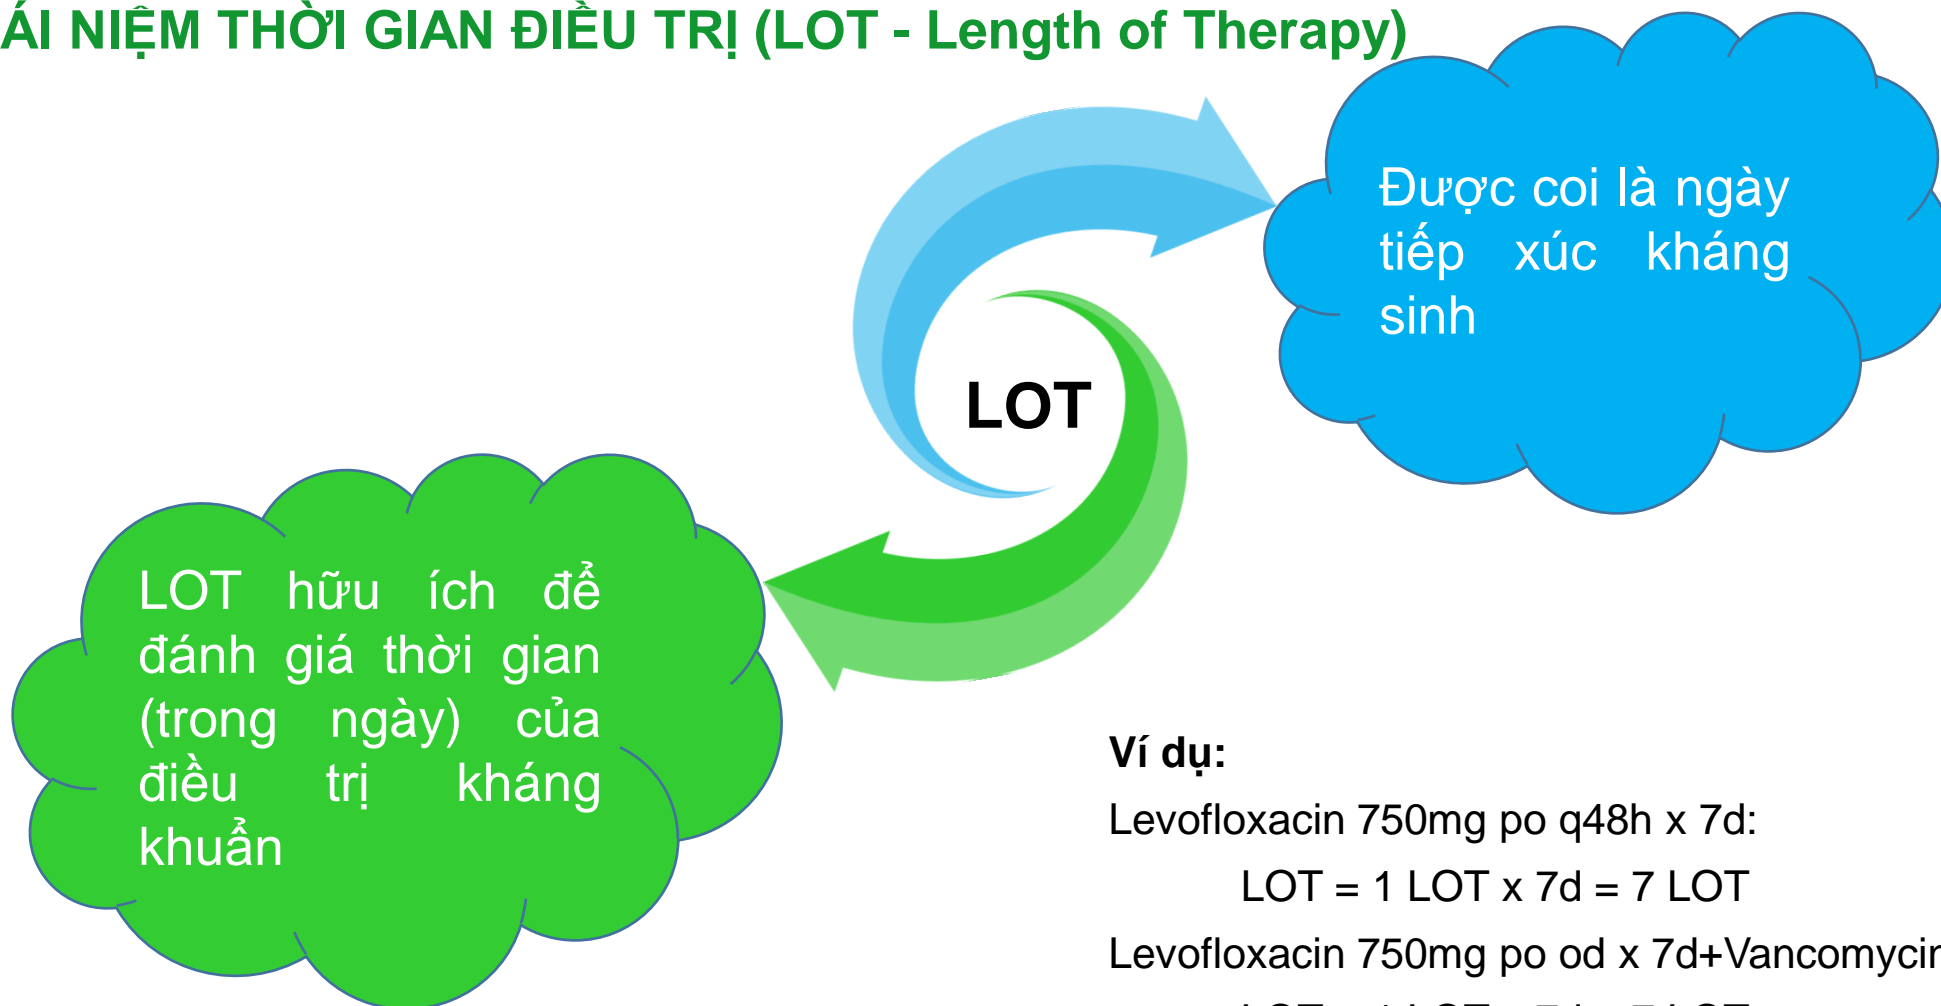 ÁI NIỆM THỜI GIAN ĐIỀU TRỊ (LOT - Length of Therapy)
Được coi là ngày
tiếp xúc kháng
sinh
LOT
LOT hữu ích để
đánh giá thời gian
(trong ngày) của
điều trị kháng
khuẩn
Ví dụ:
Levofloxacin 750mg po q48h x 7d:
LOT = 1 LOT x 7d = 7 LOT
Levofloxacin 750mg po od x 7d+Vancomycin